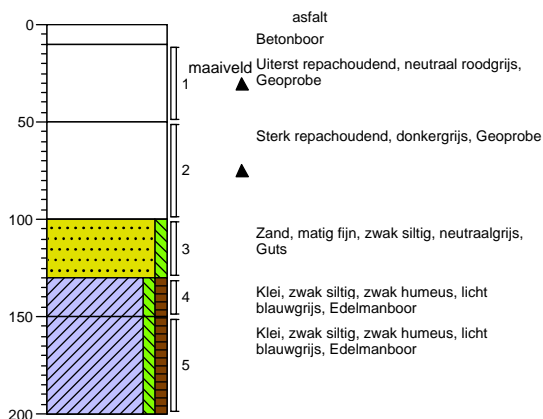 asfalt
0
Betonboor
maaiveld
Uiterst repachoudend, neutraal roodgrijs,
Geoprobe
1
50
Sterk repachoudend, donkergrijs, Geoprobe
2
100
Zand, matig fijn, zwak siltig, neutraalgrijs,
Guts
3
Klei, zwak siltig, zwak humeus, licht
blauwgrijs, Edelmanboor
4
150
Klei, zwak siltig, zwak humeus, licht
blauwgrijs, Edelmanboor
5
200